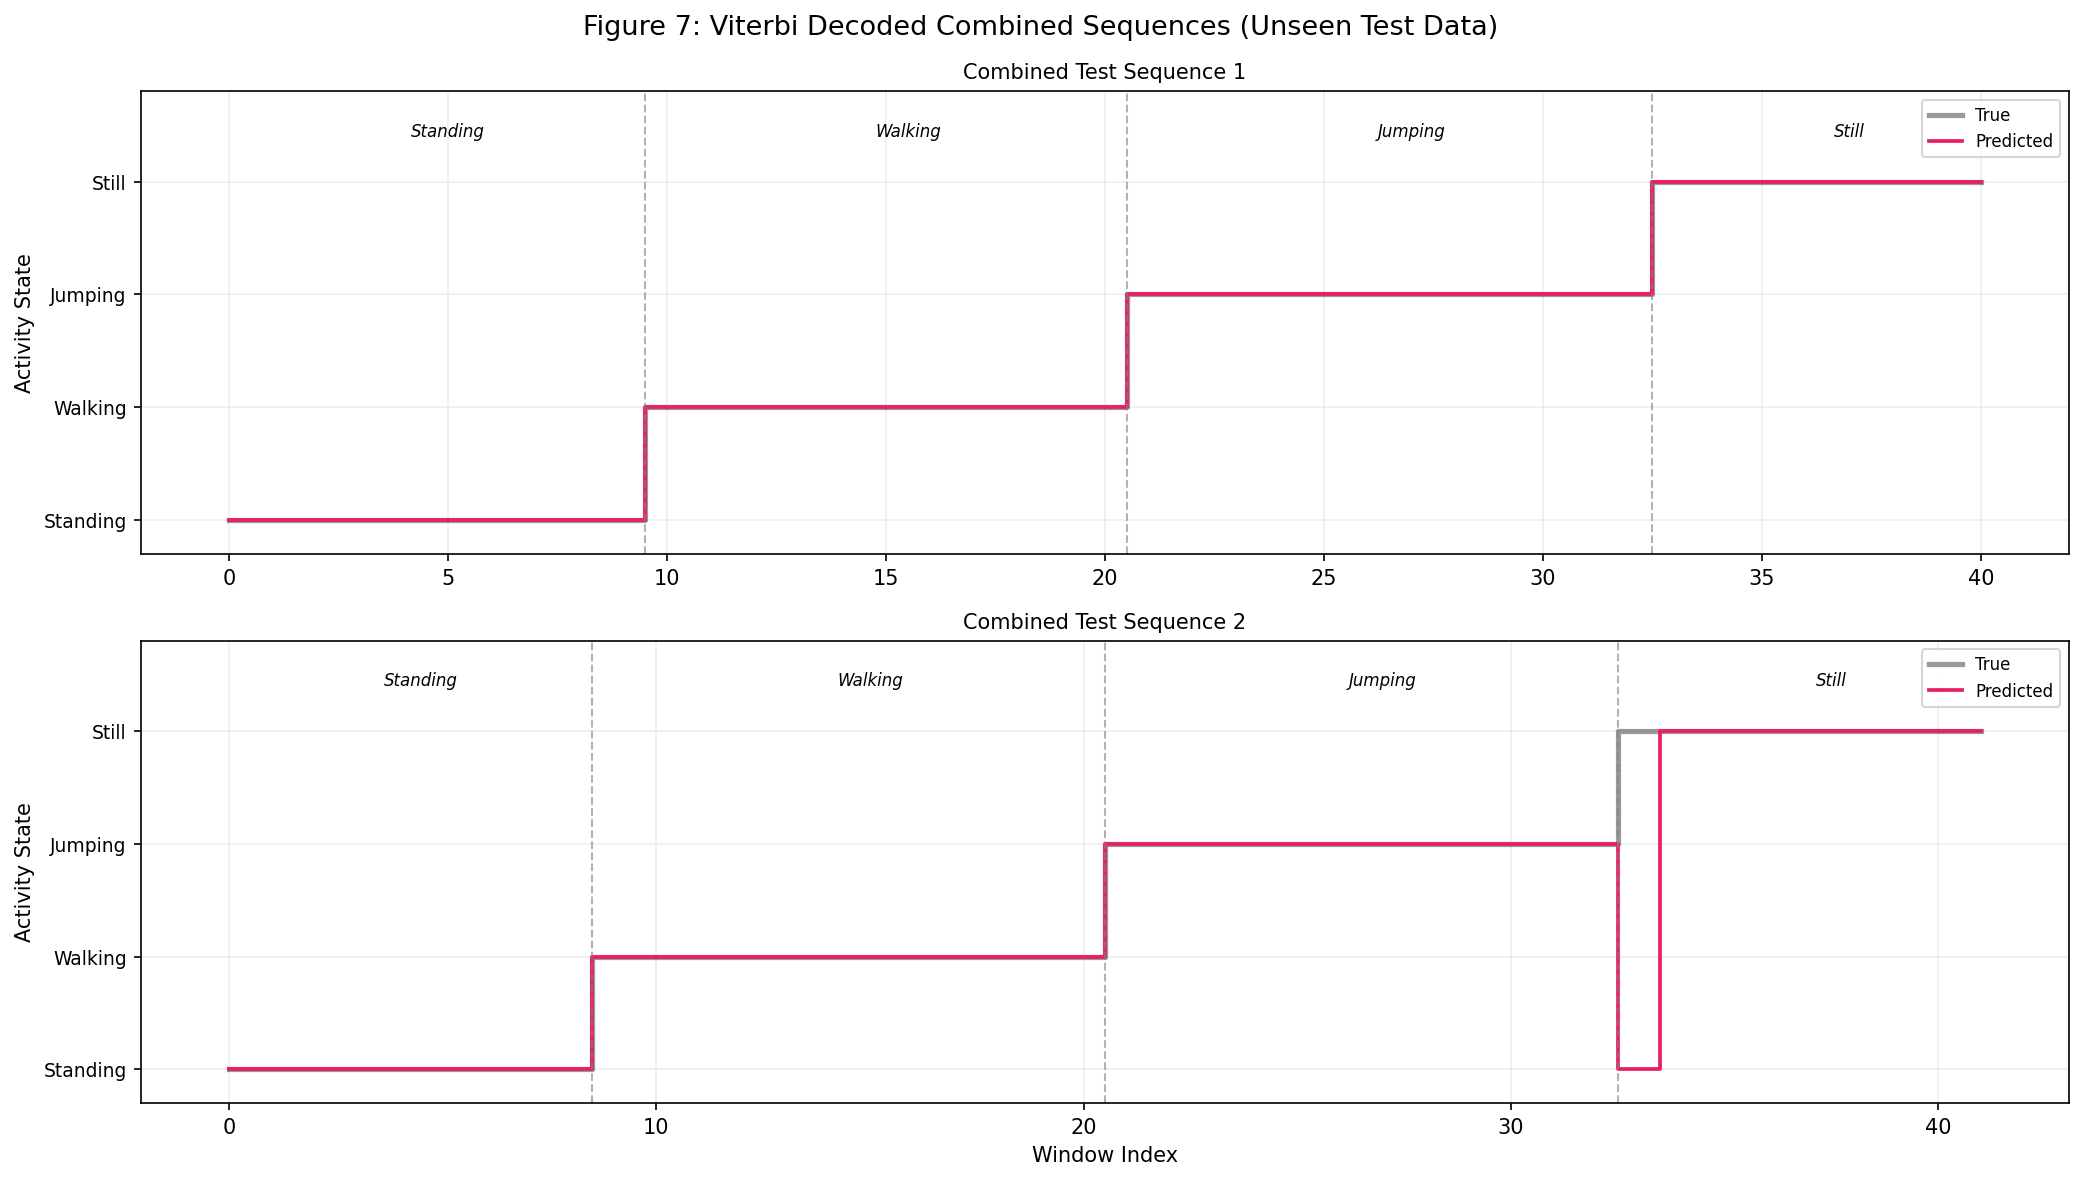 Figure 7: Viterbi Decoded Combined Sequences (Unseen Test Data)
Combined Test Sequence 1
Standing Walking Jumping Still
True
Predicted
Activity State
Still
Jumping
Walking
Standing
0 5 10 15 20 25 30 35 40
Combined Test Sequence 2
Standing Walking Jumping Still
True
Predicted
Activity State
Still
Jumping
Walking
Standing
0 10 20 30 40
Window Index